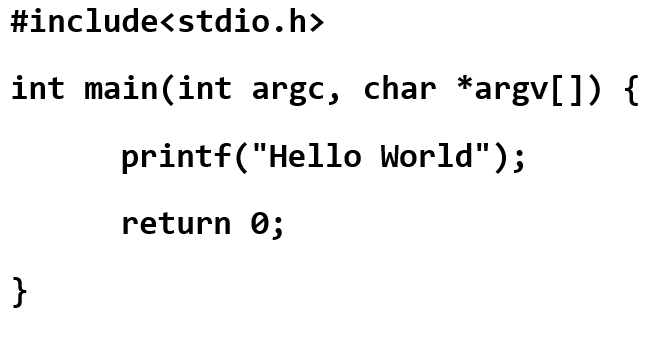 #include<stdio.h>
int main(int argc, char *argv[]) {
printf("Hello World");
return 0;
}